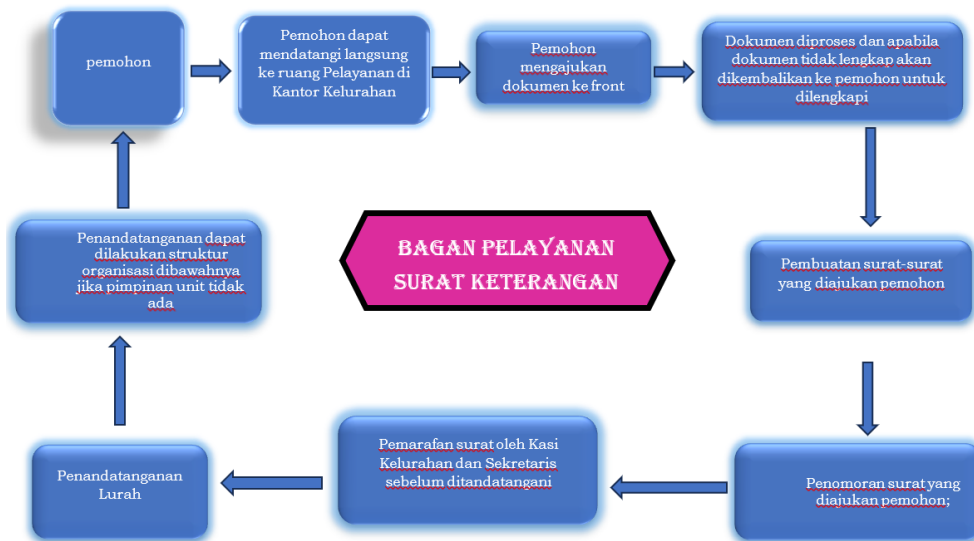 pemohon
Pemohon dapat
mendatangi langsung
ke ruang Pelayanan di
Kantor Kelurahan
Pemohon
mengajukan
dokumen ke front
Dokumen diproses dan apabila
dokumen tidak lengkap akan
dikembalikan ke pemohon untuk
dilengkapi
Pembuatan surat-surat
yang diajukan pemohon
Penomoran surat yang
diajukan pemohon;
Pemarafan surat oleh Kasi
Kelurahan dan Sekretaris
sebelum ditandatangani
Penandatanganan
Lurah
Penandatanganan dapat
dilakukan struktur
organisasi dibawahnya
jika pimpinan unit tidak
ada
BAGAN PELAYANAN
SURAT KETERANGAN